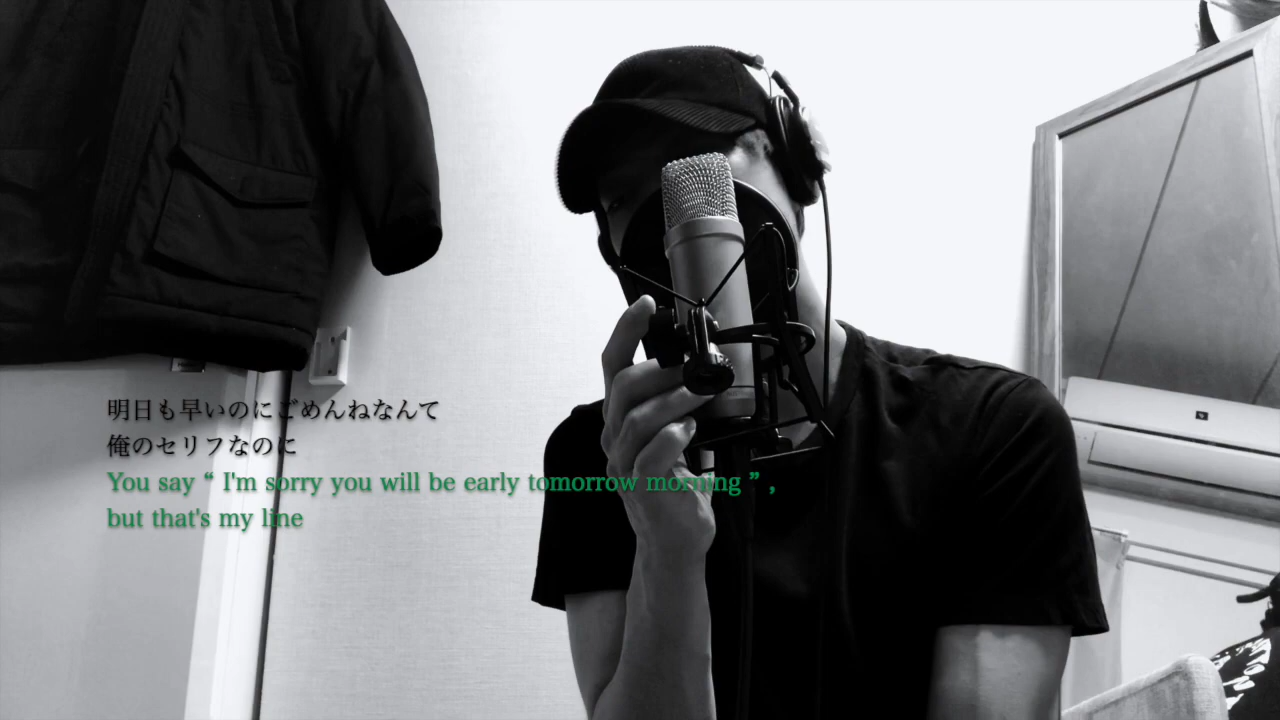 明日も早いのにごめんねなんて
俺のセリフなのに
You say “ I'm sorry you will be early tomorrow morning ” ,
but that's my line